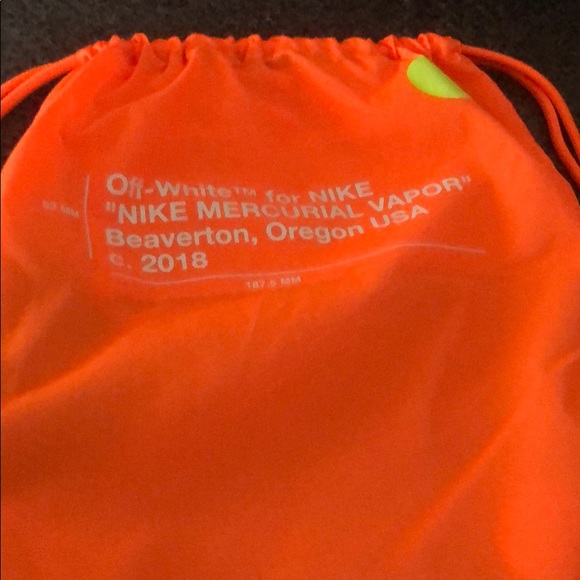 Off-White™ for NIKE
"NIKE MERCURIAL VAPOR"
Beaverton, Oregon USA
c. 2018
187.5 MM